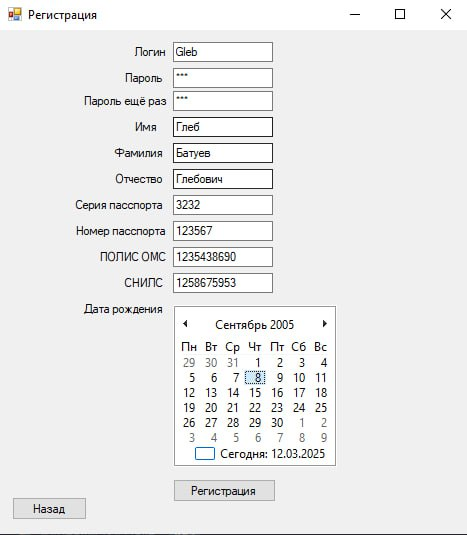 Регистрация
Логин Gleb
Пароль ***
Пароль ещё раз ***
Имя Глеб
Фамилия Батуев
Отчество Глебович
Серия пасспорта 3232
Номер пасспорта 123567
ПОЛИС ОМС 1235438690
СНИЛС 1258675953
Дата рождения
Сентябрь 2005
Пн Вт Ср Чт Пт Сб Вс
29 30 31 1 2 3 4
5 6 7 8 9 10 11
12 13 14 15 16 17 18
19 20 21 22 23 24 25
26 27 28 29 30 1 2
3 4 5 6 7 8 9
Сегодня: 12.03.2025
Регистрация
Назад